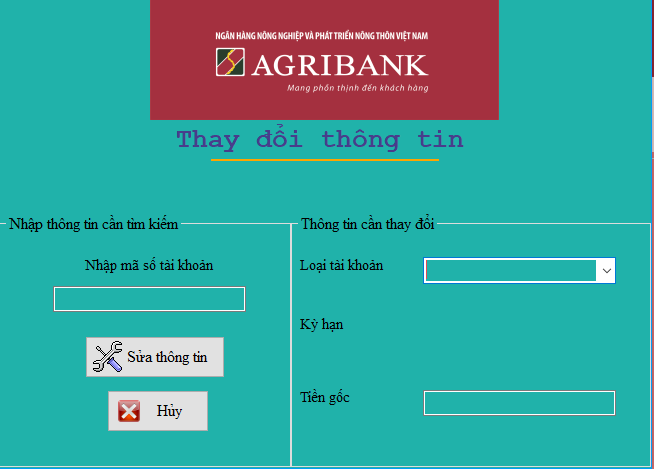 NGÂN HÀNG NÔNG NGHIỆP VÀ PHÁT TRIỂN NÔNG THÔN VIỆT NAM
AGRIBANK
Mang phồn thịnh đến khách hàng
Thay đổi thông tin
Nhập thông tin cần tìm kiếm
Nhập mã số tài khoản
Sửa thông tin
Hủy
Thông tin cần thay đổi
Loại tài khoản
Kỳ hạn
Tiền gốc